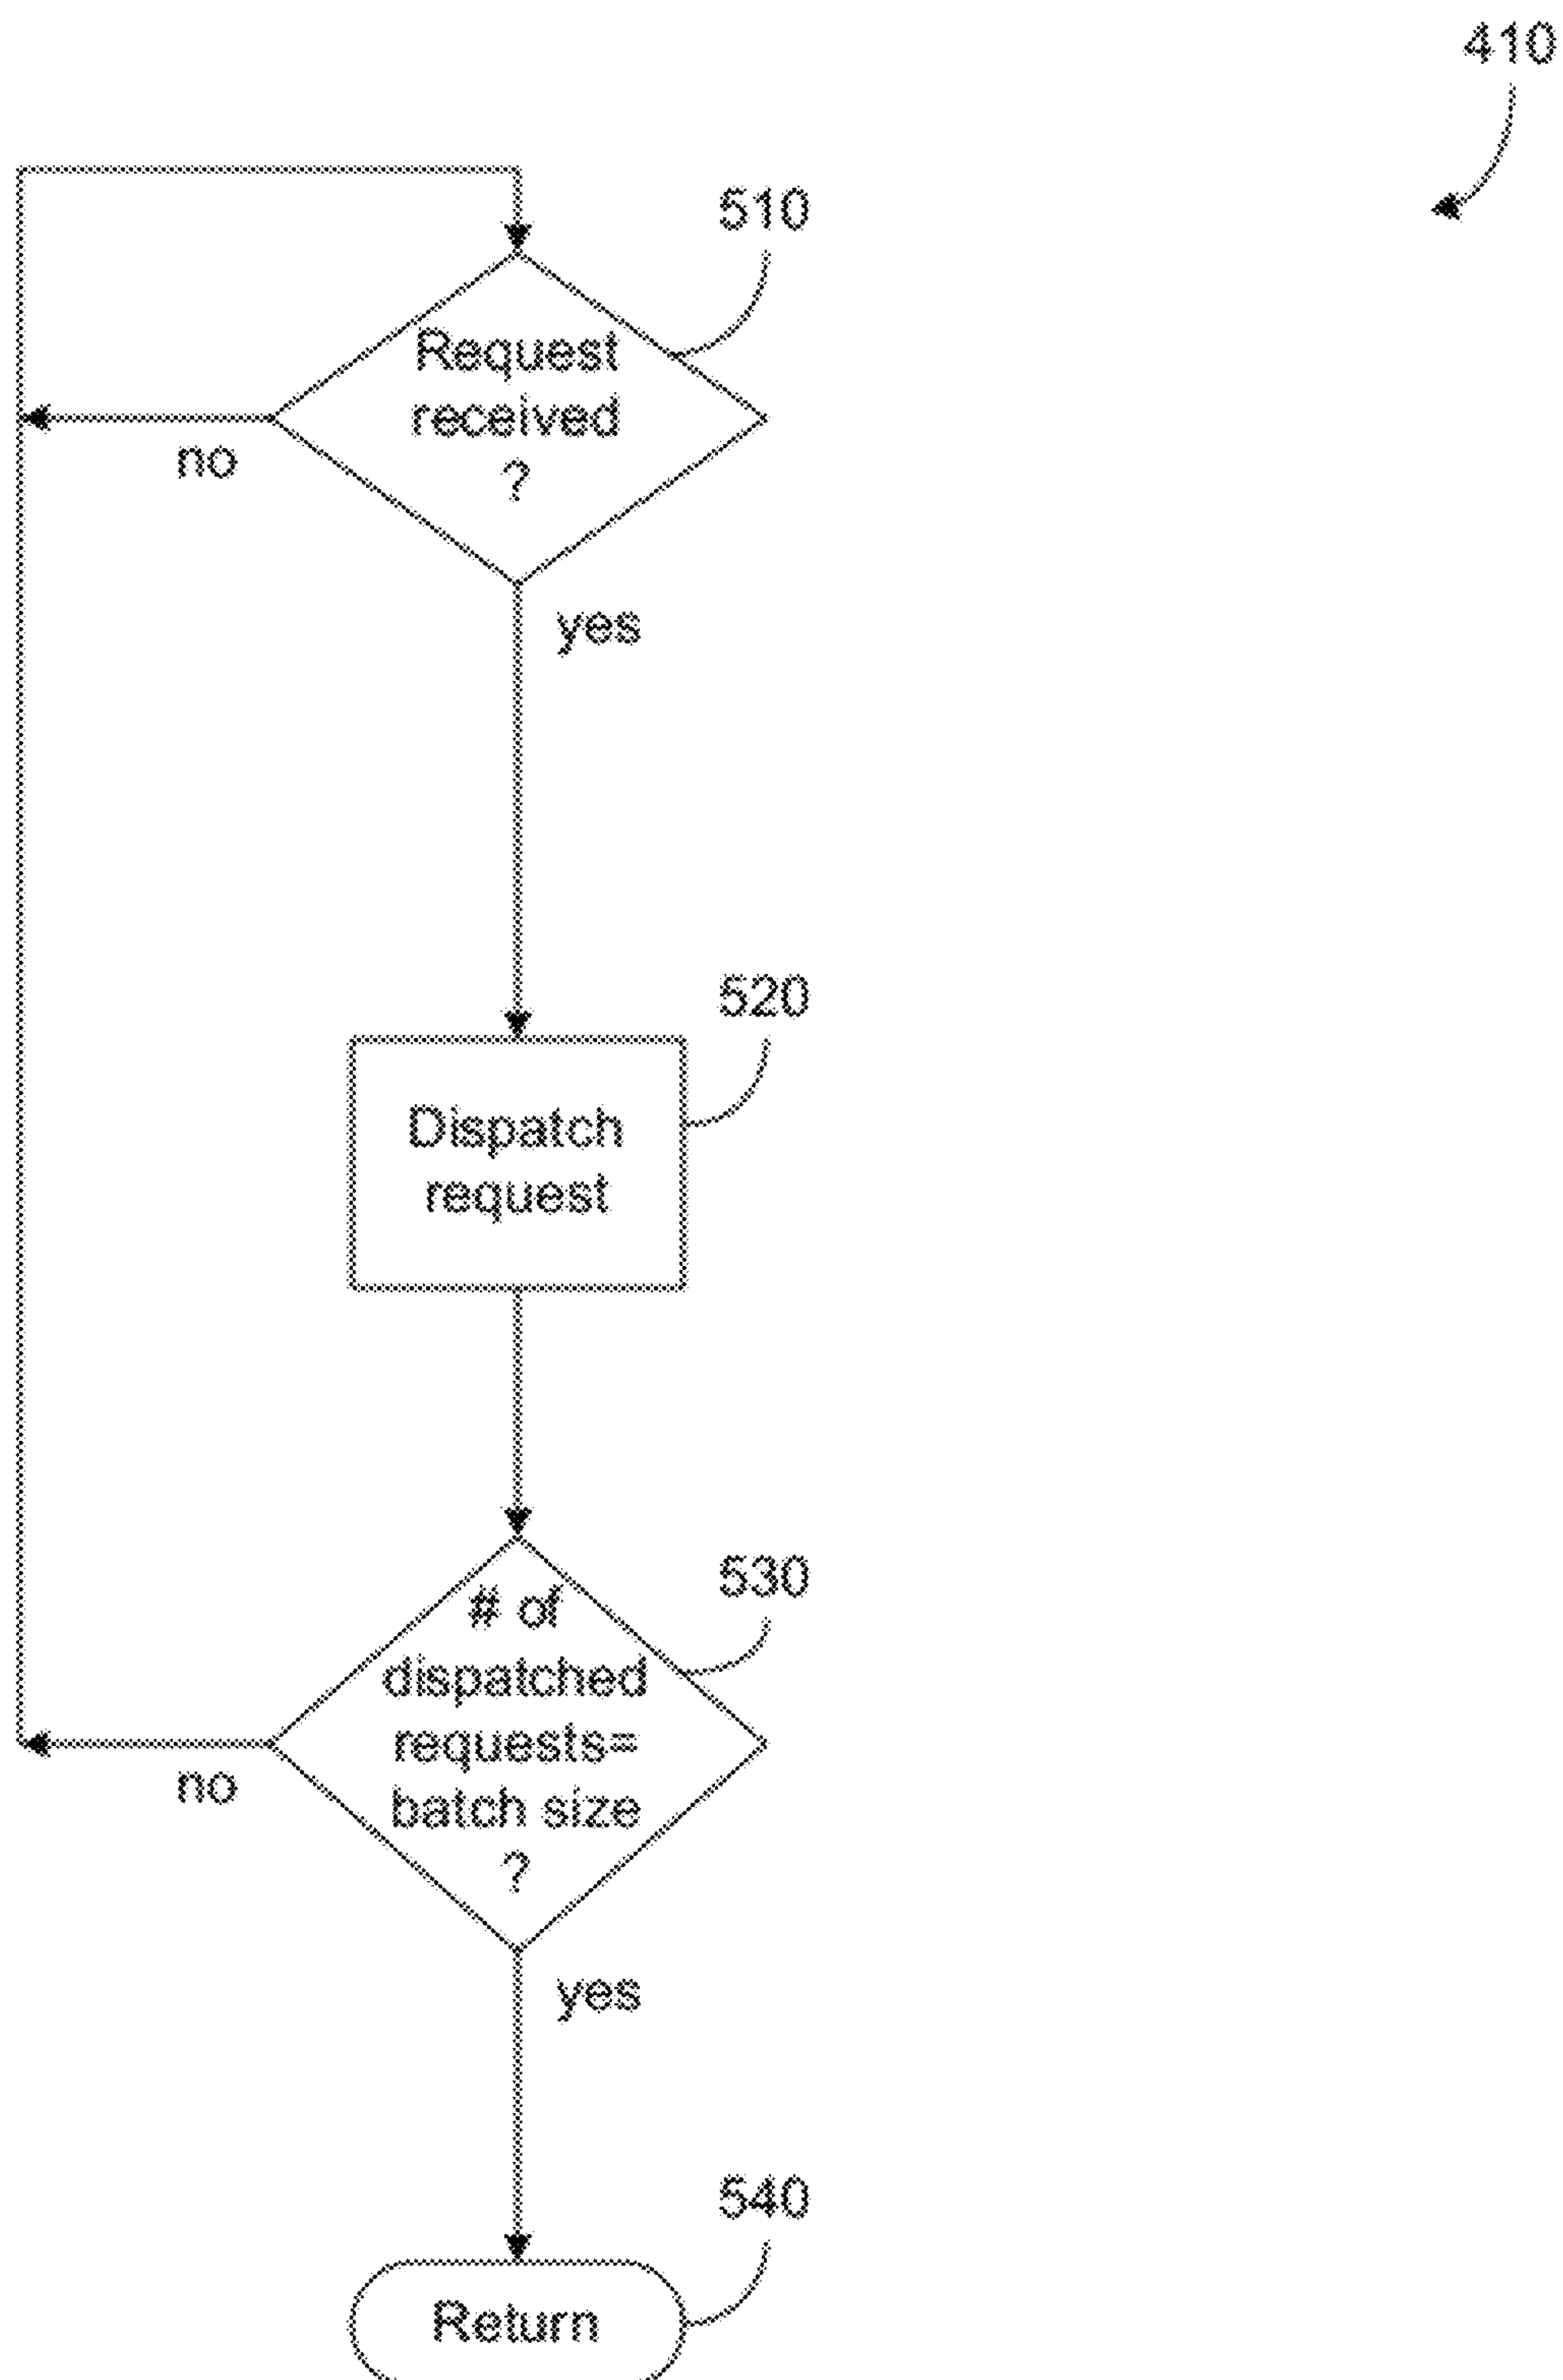 410
510
Request
received
?
no
yes
520
Dispatch
request
530
# of
dispatched
requests=
batch size
?
no
yes
540
Return